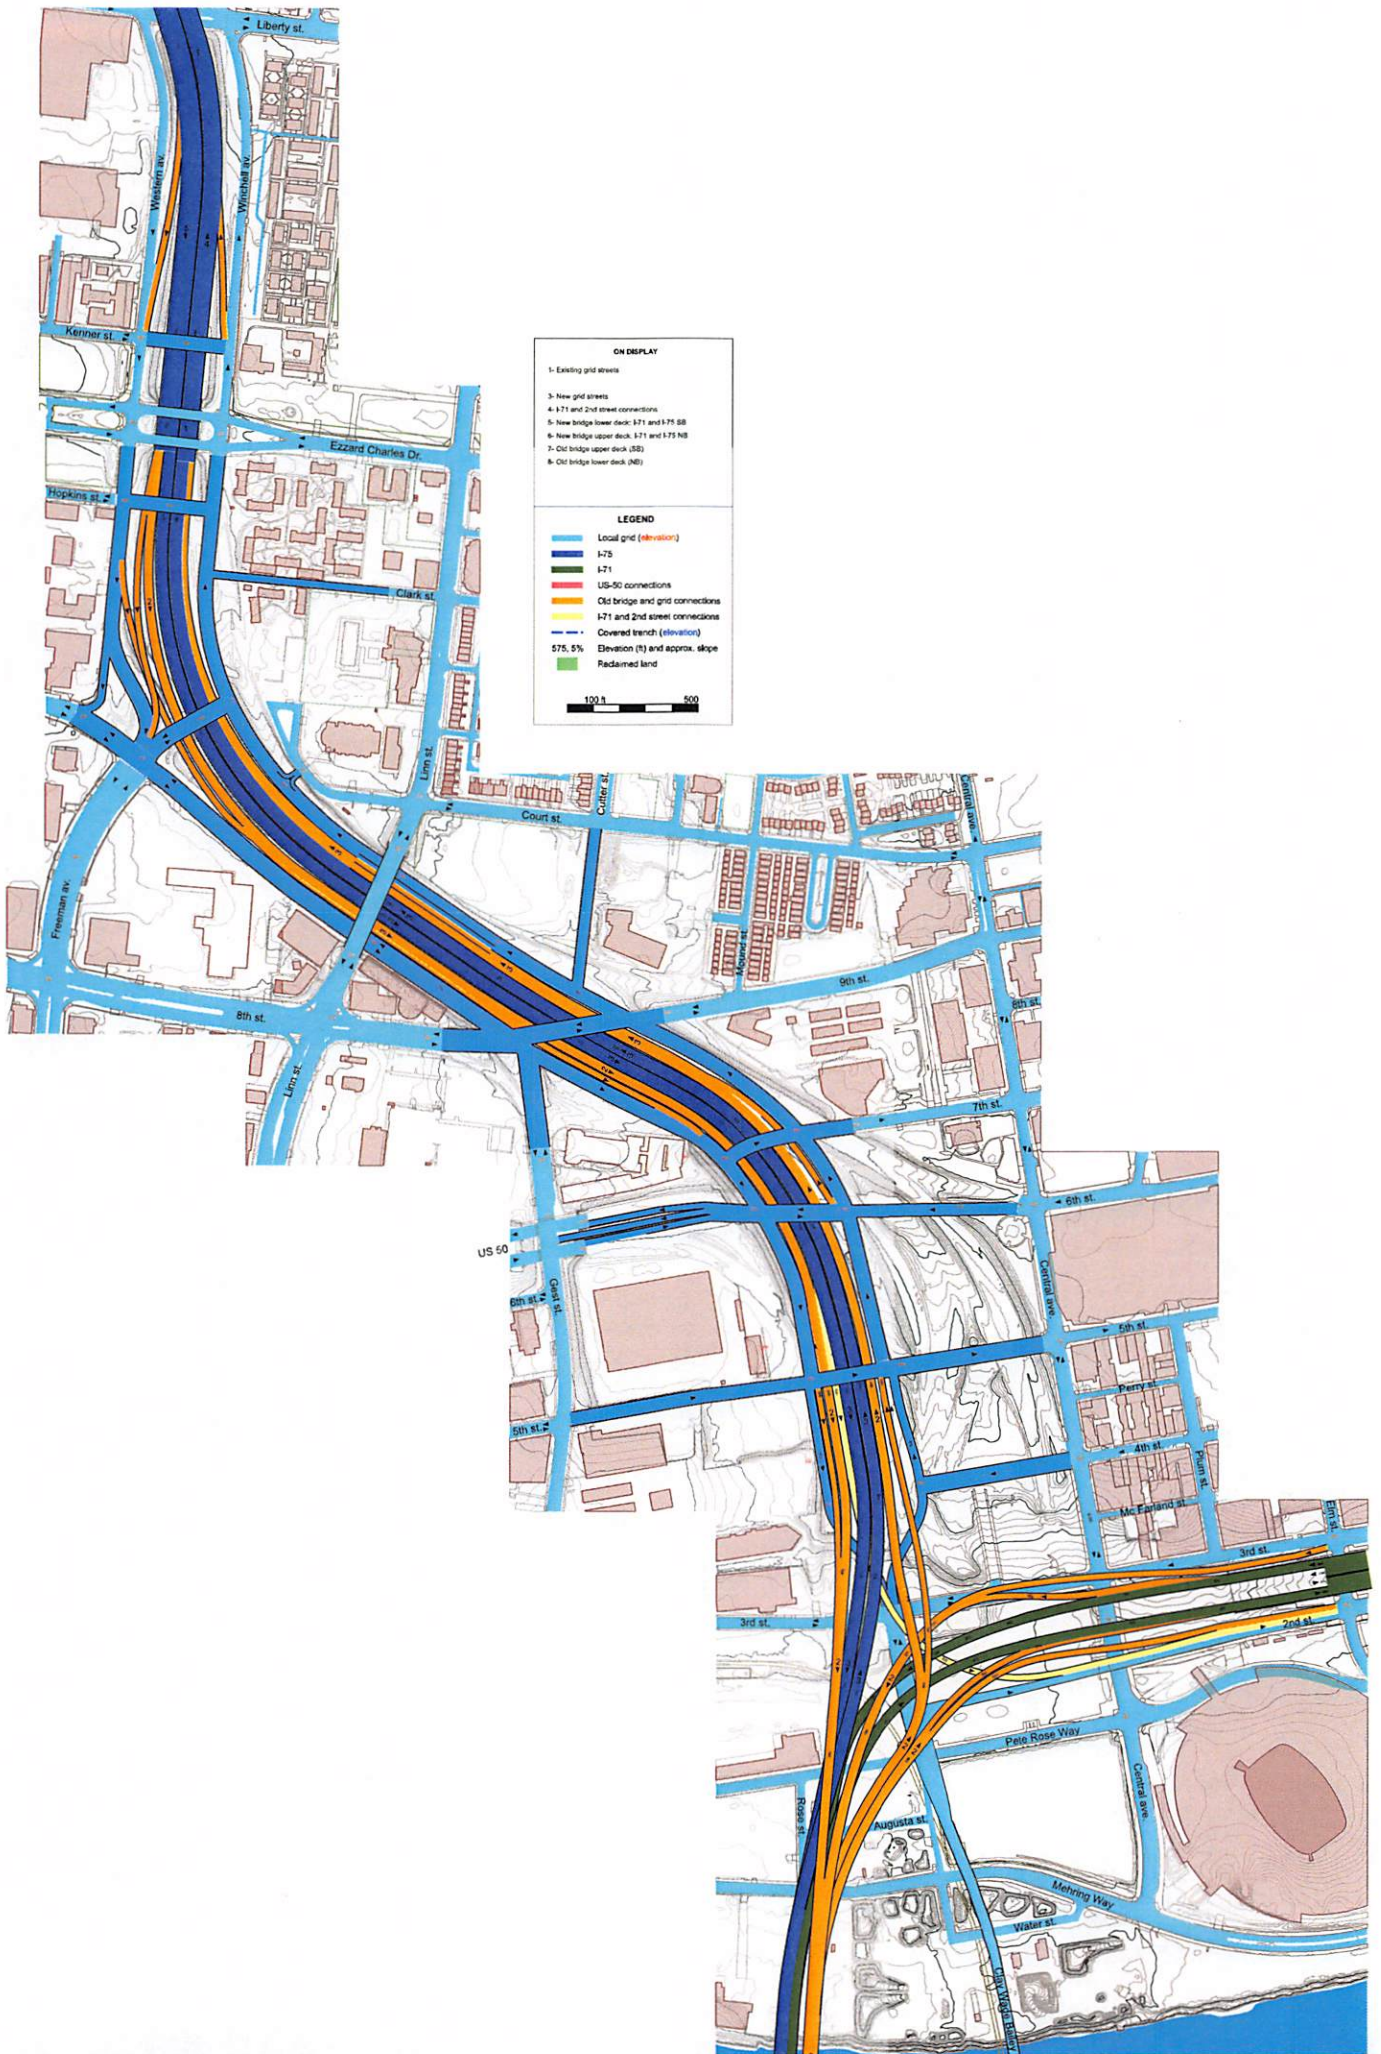 Liberty st.
Western av.
Winchell av.
Kenner st.
Ezzard Charles Dr.
Hopkins st.
Clark st.
Linn st.
Cutter st.
Court st.
Central ave.
Freeman av.
Mound st.
9th st.
8th st.
8th st.
Linn st.
7th st.
6th st.
US 50
6th st.
Gest st.
Central ave.
5th st.
Perry st.
5th st.
4th st.
Plum st.
Mc Farland st.
Elm st.
3rd st.
3rd st.
2nd st.
Pete Rose Way
Rose st.
Central ave.
Augusta st.
Mehring Way
Water st.
Clay Wade Bailey
ON DISPLAY
1- Existing grid streets
3- New grid streets
4- I-71 and 2nd street connections
5- New bridge lower deck: I-71 and I-75 SB
6- New bridge upper deck: I-71 and I-75 NB
7- Old bridge upper deck (SB)
8- Old bridge lower deck (NB)
LEGEND
Local grid (elevation)
I-75
I-71
US-50 connections
Old bridge and grid connections
I-71 and 2nd street connections
Covered trench (elevation)
575, 5% Elevation (ft) and approx. slope
Reclaimed land
100 ft 500